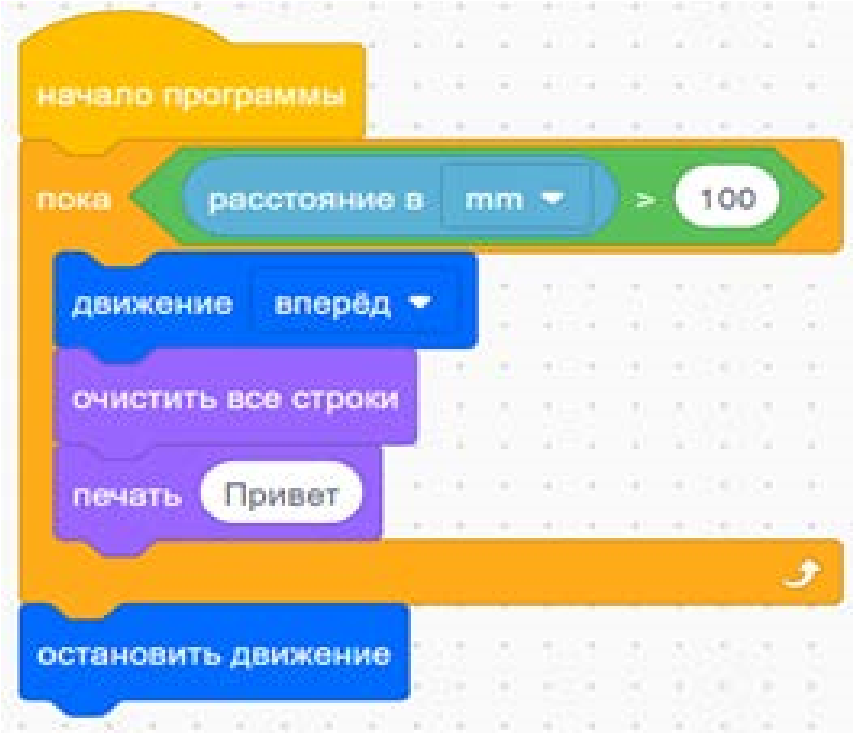 начало программы
пока расстояние в mm > 100
движение вперёд
очистить все строки
печать Привет
остановить движение